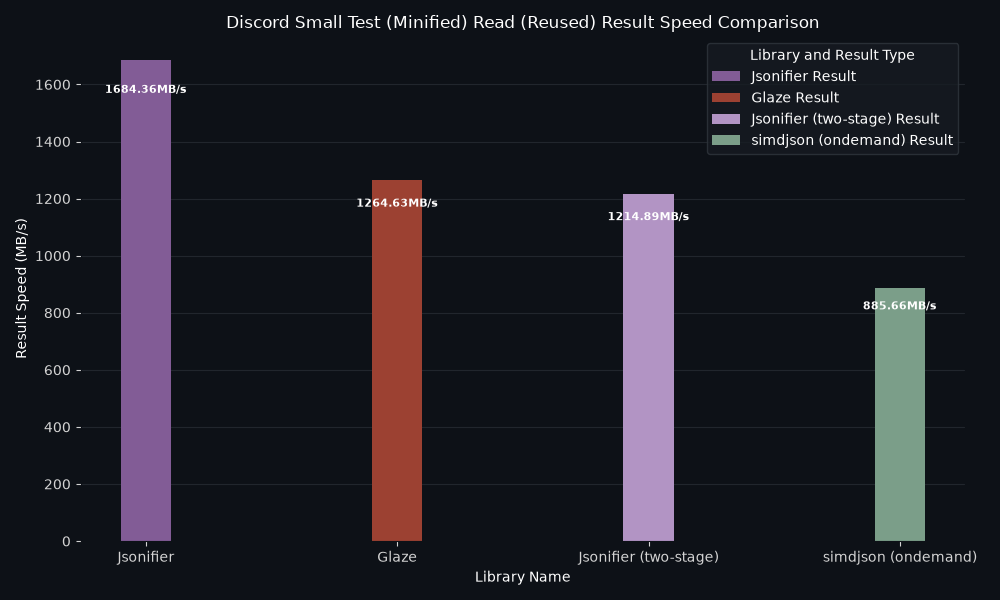 Discord Small Test (Minified) Read (Reused) Result Speed Comparison
Library and Result Type
Jsonifier Result
Glaze Result
Jsonifier (two-stage) Result
simdjson (ondemand) Result
1684.36MB/s
1264.63MB/s
1214.89MB/s
885.66MB/s
Result Speed (MB/s)
1600
1400
1200
1000
800
600
400
200
0
Jsonifier
Glaze
Jsonifier (two-stage)
simdjson (ondemand)
Library Name